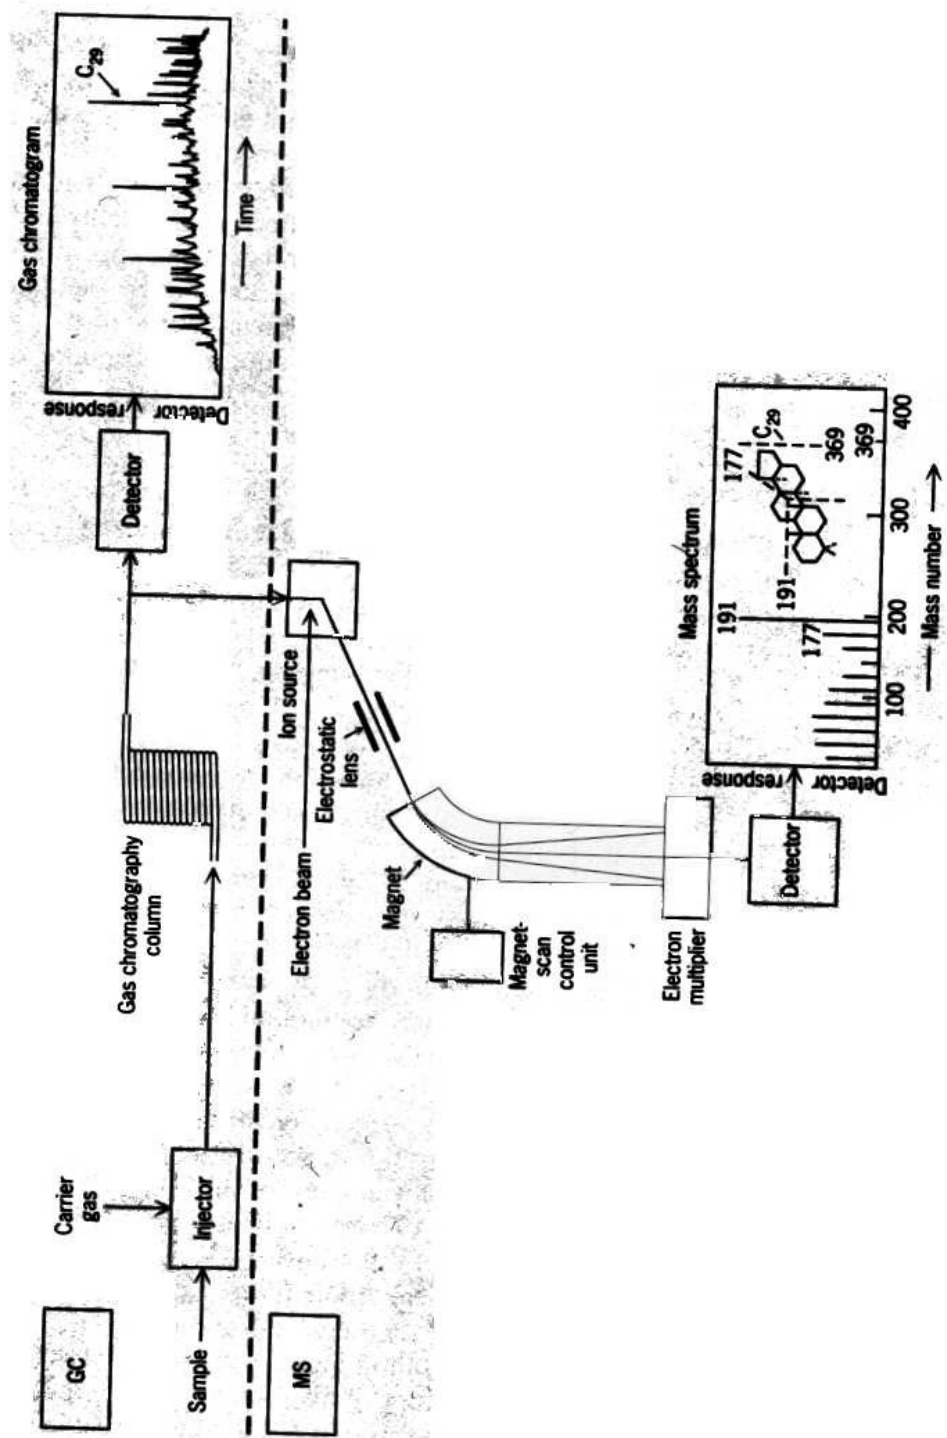 GC
Sample
Carrier
gas
Injector
Gas chromatography
column
Detector
Gas chromatogram
Detector
response
C29
Time
MS
Electron beam
Ion source
Electrostatic
lens
Magnet
Magnet-
scan
control
unit
Electron
multiplier
Detector
Mass spectrum
Detector
response
191
177
191
177
C29
369
369
100
200
300
400
Mass number